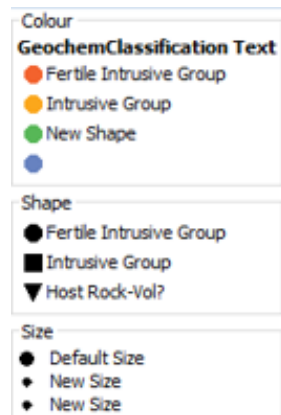 Colour
GeochemClassification Text
Fertile Intrusive Group
Intrusive Group
New Shape
Shape
Fertile Intrusive Group
Intrusive Group
Host Rock-Vol?
Size
Default Size
New Size
New Size